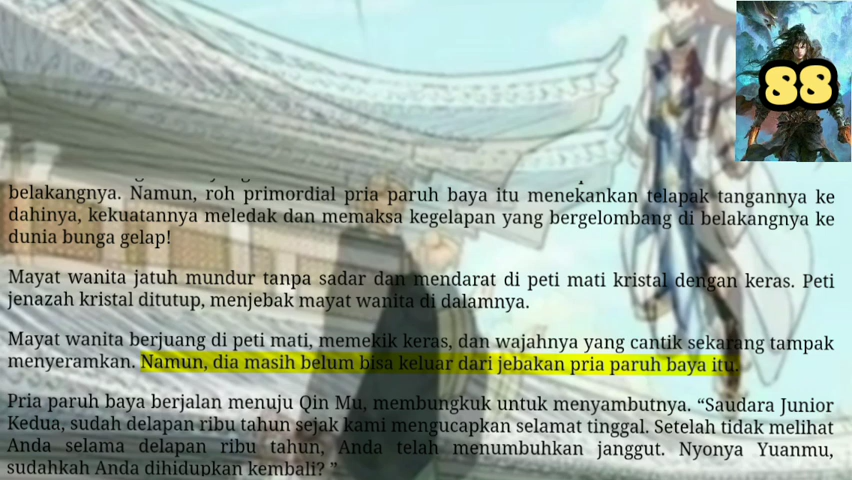 88
belakangnya. Namun, roh primordial pria paruh baya itu menekankan telapak tangannya ke
dahinya, kekuatannya meledak dan memaksa kegelapan yang bergelombang di belakangnya ke
dunia bunga gelap!
Mayat wanita jatuh mundur tanpa sadar dan mendarat di peti mati kristal dengan keras. Peti
jenazah kristal ditutup, menjebak mayat wanita di dalamnya.
Mayat wanita berjuang di peti mati, memekik keras, dan wajahnya yang cantik sekarang tampak
menyeramkan. Namun, dia masih belum bisa keluar dari jebakan pria paruh baya itu.
Pria paruh baya berjalan menuju Qin Mu, membungkuk untuk menyambutnya. “Saudara Junior
Kedua, sudah delapan ribu tahun sejak kami mengucapkan selamat tinggal. Setelah tidak melihat
Anda selama delapan ribu tahun, Anda telah menumbuhkan janggut. Nyonya Yuanmu,
sudahkah Anda dihidupkan kembali? ”